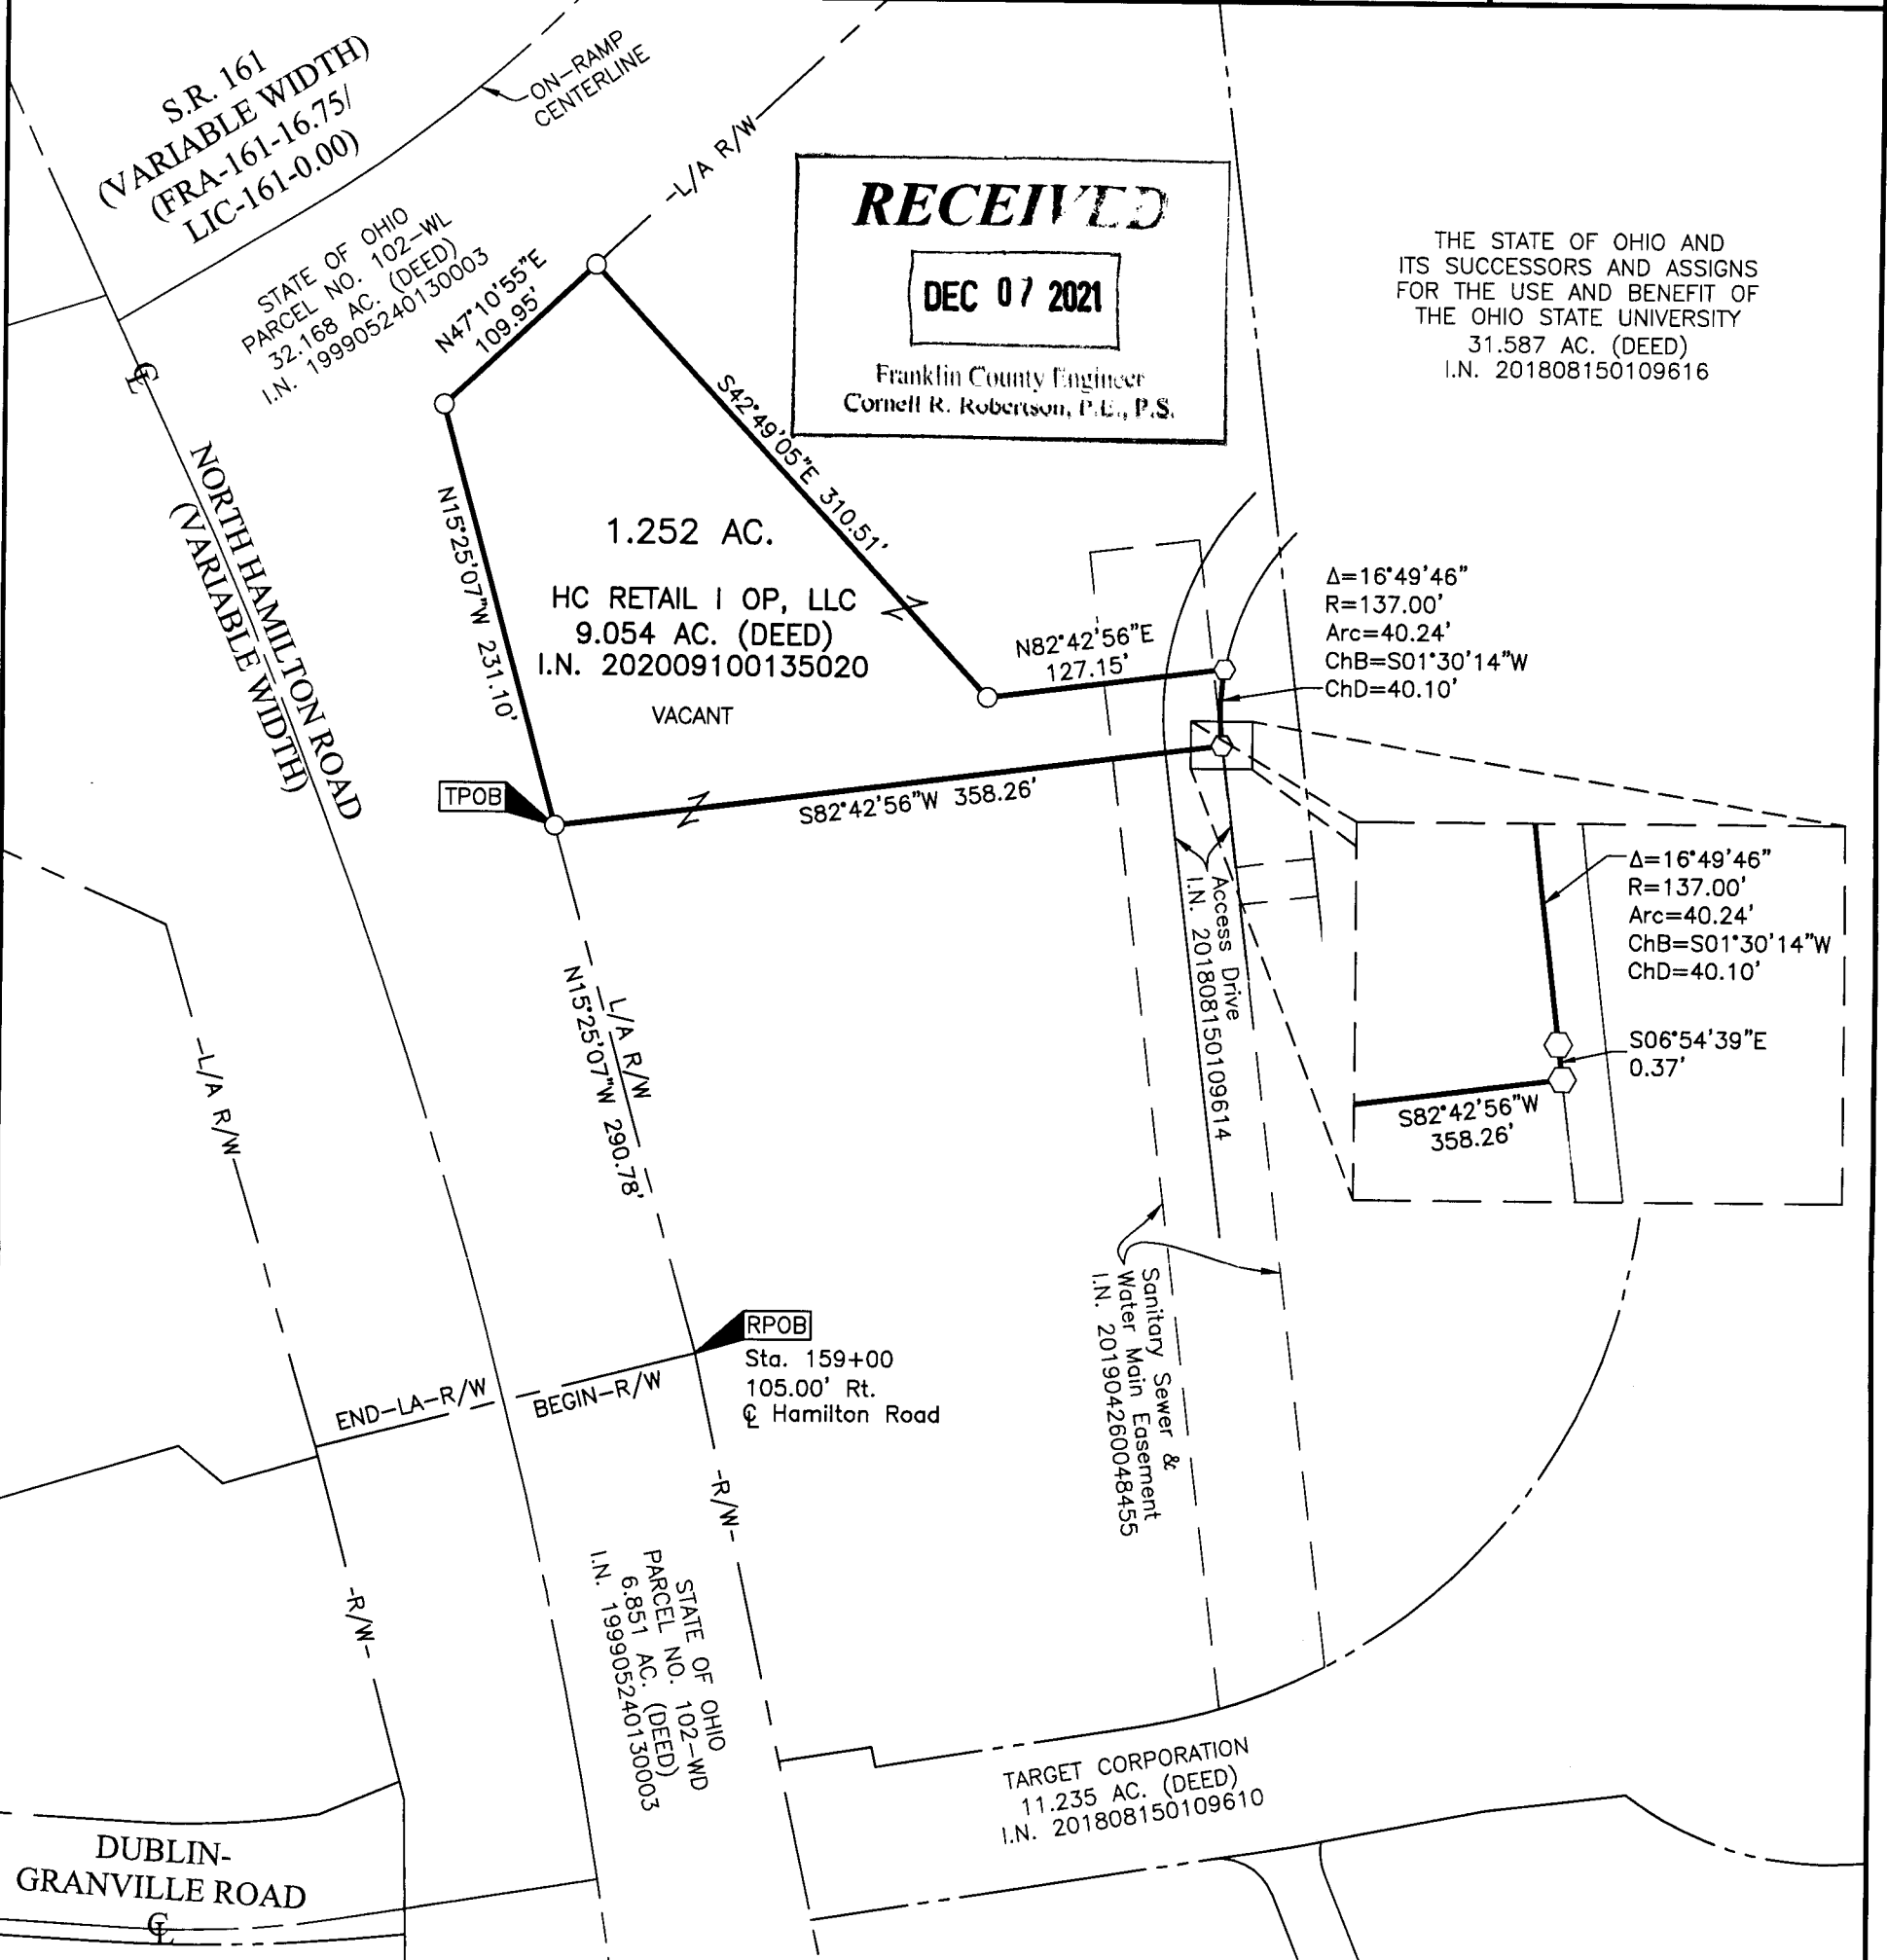 S.R. 161
(VARIABLE WIDTH)
(FRA-161-16.75/
LIC-161-0.00)
ON-RAMP
CENTERLINE
-L/A R/W-
STATE OF OHIO
PARCEL NO. 102-WL
32.168 AC. (DEED)
I.N. 199905240130003
N47°10'55"E
109.95'
RECEIVED
DEC 07 2021
Franklin County Engineer
Cornell R. Robertson, P.E., P.S.
THE STATE OF OHIO AND
ITS SUCCESSORS AND ASSIGNS
FOR THE USE AND BENEFIT OF
THE OHIO STATE UNIVERSITY
31.587 AC. (DEED)
I.N. 201808150109616
℄
NORTH HAMILTON ROAD
(VARIABLE WIDTH)
N15°25'07"W 231.10'
S42°49'05"E 310.51'
1.252 AC.
HC RETAIL I OP, LLC
9.054 AC. (DEED)
I.N. 202009100135020
VACANT
N82°42'56"E
127.15'
Δ=16°49'46"
R=137.00'
Arc=40.24'
ChB=S01°30'14"W
ChD=40.10'
TPOB
S82°42'56"W 358.26'
Access Drive
I.N. 201808150109614
Δ=16°49'46"
R=137.00'
Arc=40.24'
ChB=S01°30'14"W
ChD=40.10'
S06°54'39"E
0.37'
S82°42'56"W
358.26'
L/A R/W
N15°25'07"W 290.78'
-L/A R/W-
RPOB
Sta. 159+00
105.00' Rt.
℄ Hamilton Road
END-LA-R/W
BEGIN-R/W
Sanitary Sewer &
Water Main Easement
I.N. 201904260048455
-R/W-
-R/W-
STATE OF OHIO
PARCEL NO. 102-WD
6.851 AC. (DEED)
I.N. 199905240130003
TARGET CORPORATION
11.235 AC. (DEED)
I.N. 201808150109610
DUBLIN-
GRANVILLE ROAD
℄